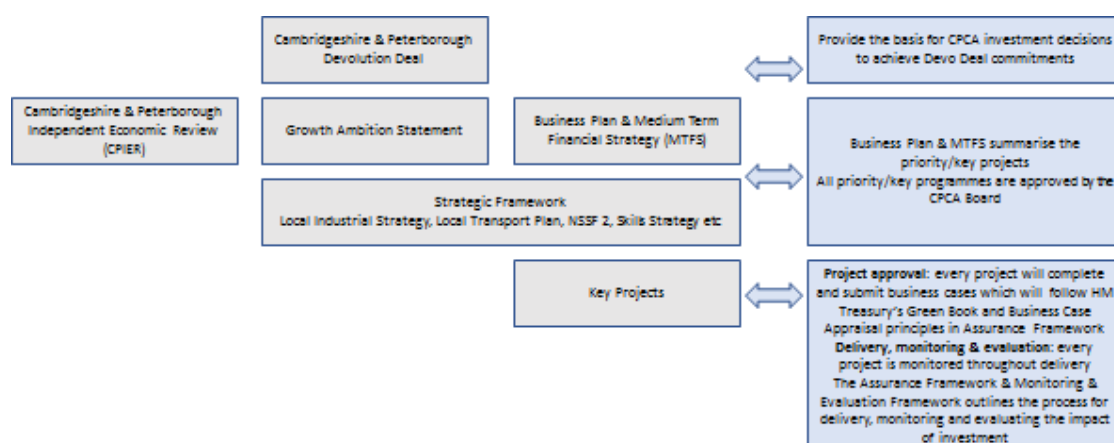 Cambridgeshire & Peterborough
Devolution Deal
Provide the basis for CPCA investment decisions
to achieve Devo Deal commitments
Cambridgeshire & Peterborough
Independent Economic Review
(CPIER)
Growth Ambition Statement
Business Plan & Medium Term
Financial Strategy (MTFS)
Business Plan & MTFS summarise the
priority/key projects
All priority/key programmes are approved by the
CPCA Board
Strategic Framework
Local Industrial Strategy, Local Transport Plan, NSSF 2, Skills Strategy etc
Key Projects
Project approval: every project will complete
and submit business cases which will follow HM
Treasury's Green Book and Business Case
Appraisal principles in Assurance Framework
Delivery, monitoring & evaluation: every
project is monitored throughout delivery
The Assurance Framework & Monitoring &
Evaluation Framework outlines the process for
delivery, monitoring and evaluating the impact
of investment